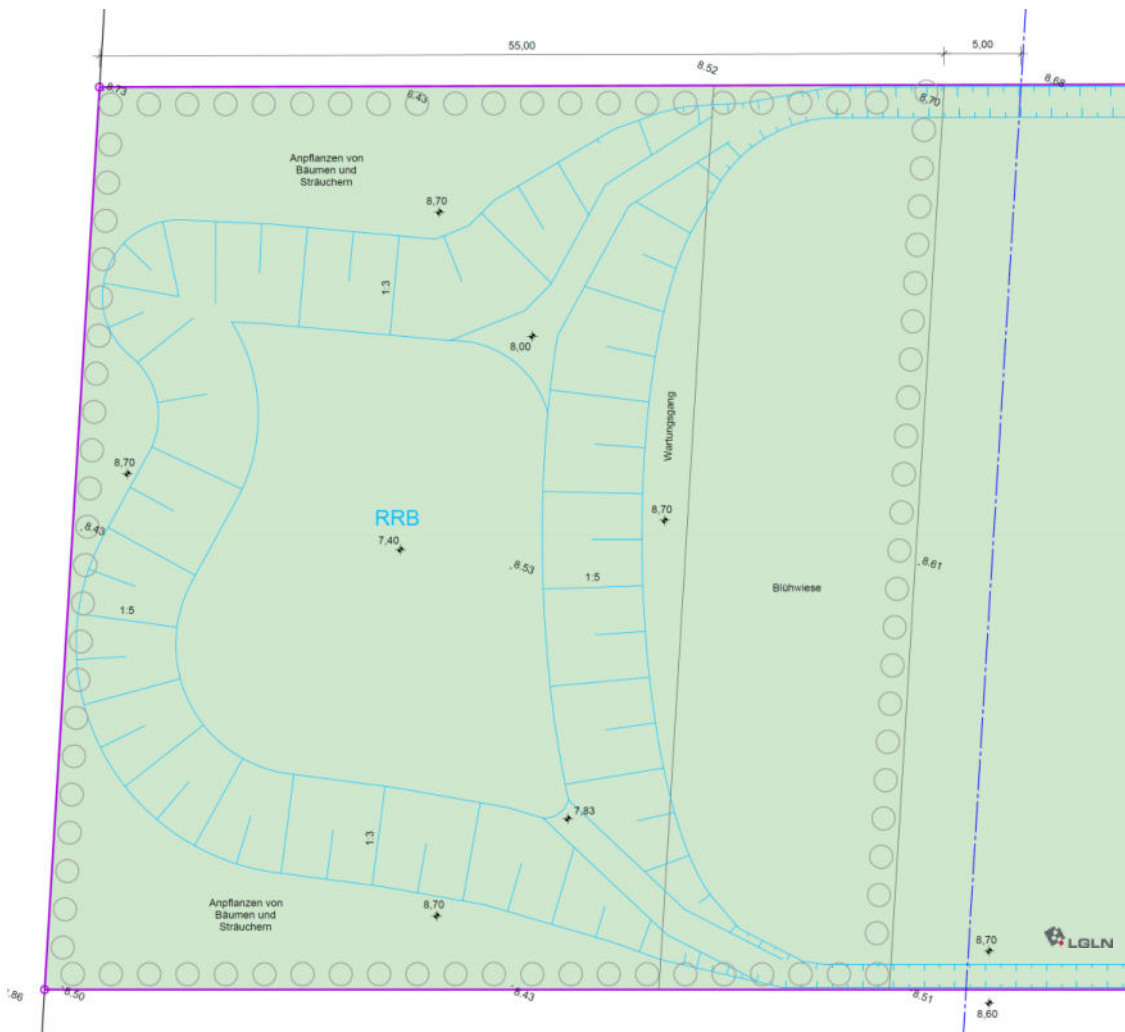 55,00
5,00
8.52
8.68
8.73
8.43
8,70
Anpflanzen von
Bäumen und
Sträuchern
8,70
1:3
8,00
Wartungsgang
8,70
8.43
RRB
7,40
8.53
8,70
8.61
1:5
1:5
Blühwiese
7,83
1:3
Anpflanzen von
Bäumen und
Sträuchern
8,70
8,70
LGLN
.86
8.50
8.43
8.51
8,60